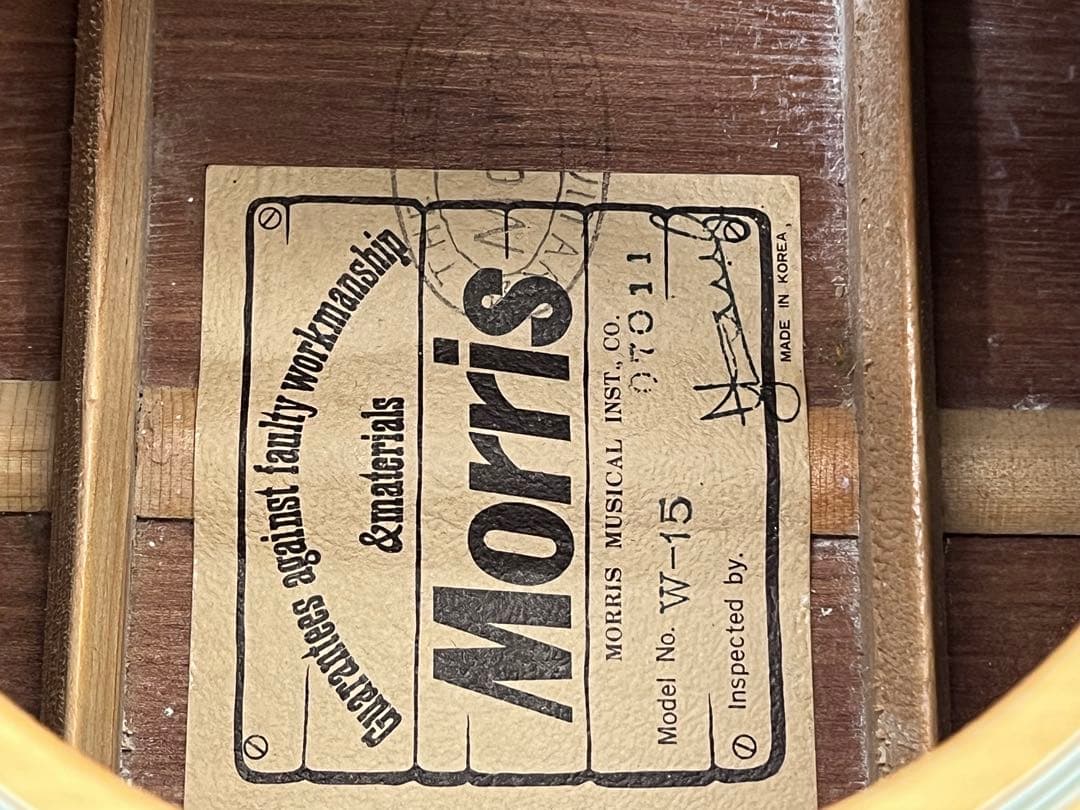 Guarantees against faulty workmanship
&materials
Morris
MORRIS MUSICAL INST., CO.
07011
Model No. W-15
Inspected by.
MADE IN KOREA,